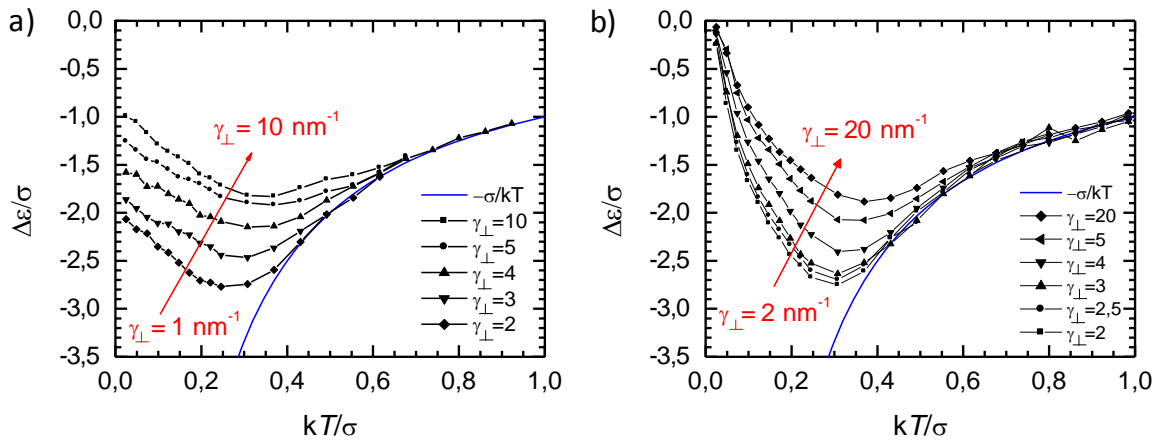 a)
0,0
-0,5
-1,0
-1,5
-2,0
-2,5
-3,0
-3,5
Δε/σ
0,0 0,2 0,4 0,6 0,8 1,0
kT/σ
γ⊥= 10 nm⁻¹
γ⊥= 1 nm⁻¹
−σ/kT
γ⊥=10
γ⊥=5
γ⊥=4
γ⊥=3
γ⊥=2
b)
0,0
-0,5
-1,0
-1,5
-2,0
-2,5
-3,0
-3,5
Δε/σ
0,0 0,2 0,4 0,6 0,8 1,0
kT/σ
γ⊥= 20 nm⁻¹
γ⊥= 2 nm⁻¹
−σ/kT
γ⊥=20
γ⊥=5
γ⊥=4
γ⊥=3
γ⊥=2,5
γ⊥=2